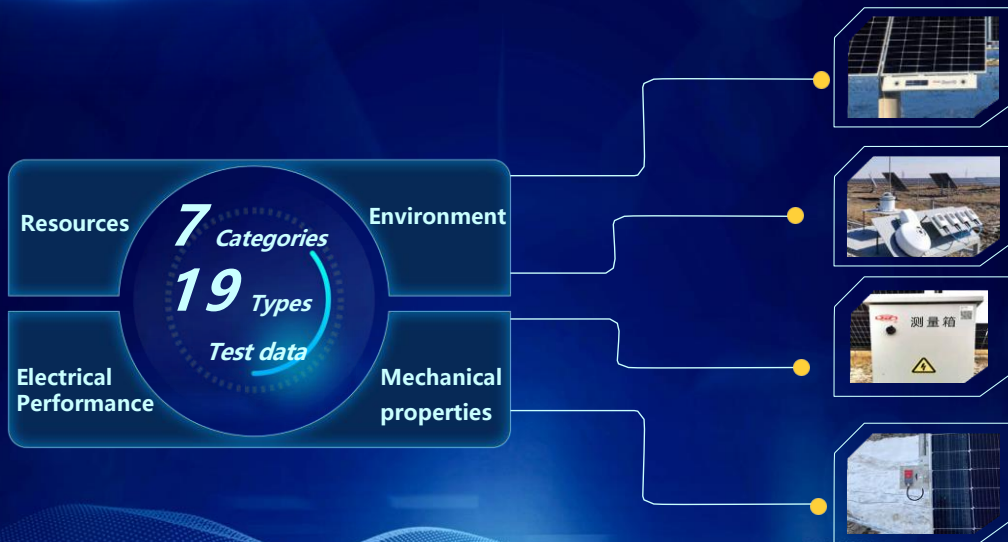 Resources
7 Categories
Environment
19 Types
Test data
Electrical
Performance
Mechanical
properties
测量箱